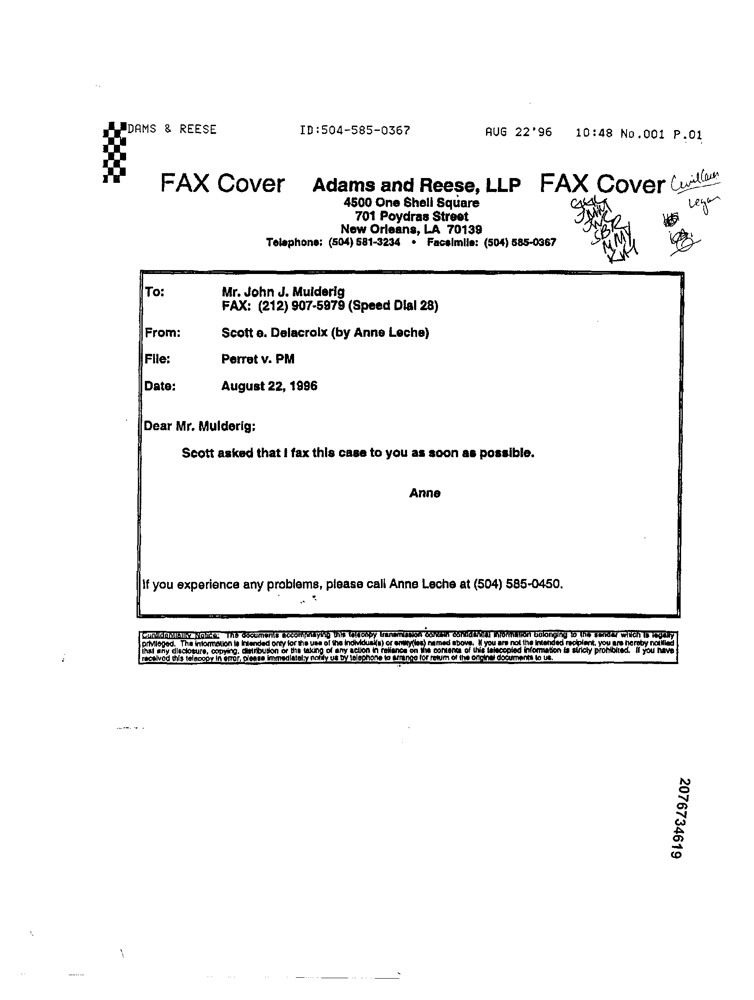 DAMS & REESE ID:504-585-0367 AUG 22'96 10:48 No.001 P.01
FAX Cover Adams and Reese, LLP FAX Cover
4500 One Shell Square
701 Poydras Street
New Orleans, LA 70139
Telephone: (504) 581-3234 • Facsimile: (504) 585-0367
SBR
MMY
To: Mr. John J. Mulderig
FAX: (212) 907-5979 (Speed Dial 28)
From: Scott e. Delacroix (by Anne Leche)
File: Perret v. PM
Date: August 22, 1996
Dear Mr. Mulderig:
Scott asked that I fax this case to you as soon as possible.
Anne
If you experience any problems, please call Anne Leche at (504) 585-0450.
Confidentiality Notice: The documents accompanying this telecopy transmission contain confidential information belonging to the sender which is legally
privileged. The information is intended only for the use of the individual(s) or entity(ies) named above. If you are not the intended recipient, you are hereby notified
that any disclosure, copying, distribution or the taking of any action in reliance on the contents of this telecopied information is strictly prohibited. If you have
received this telecopy in error, please immediately notify us by telephone to arrange for return of the original documents to us.
2076734619